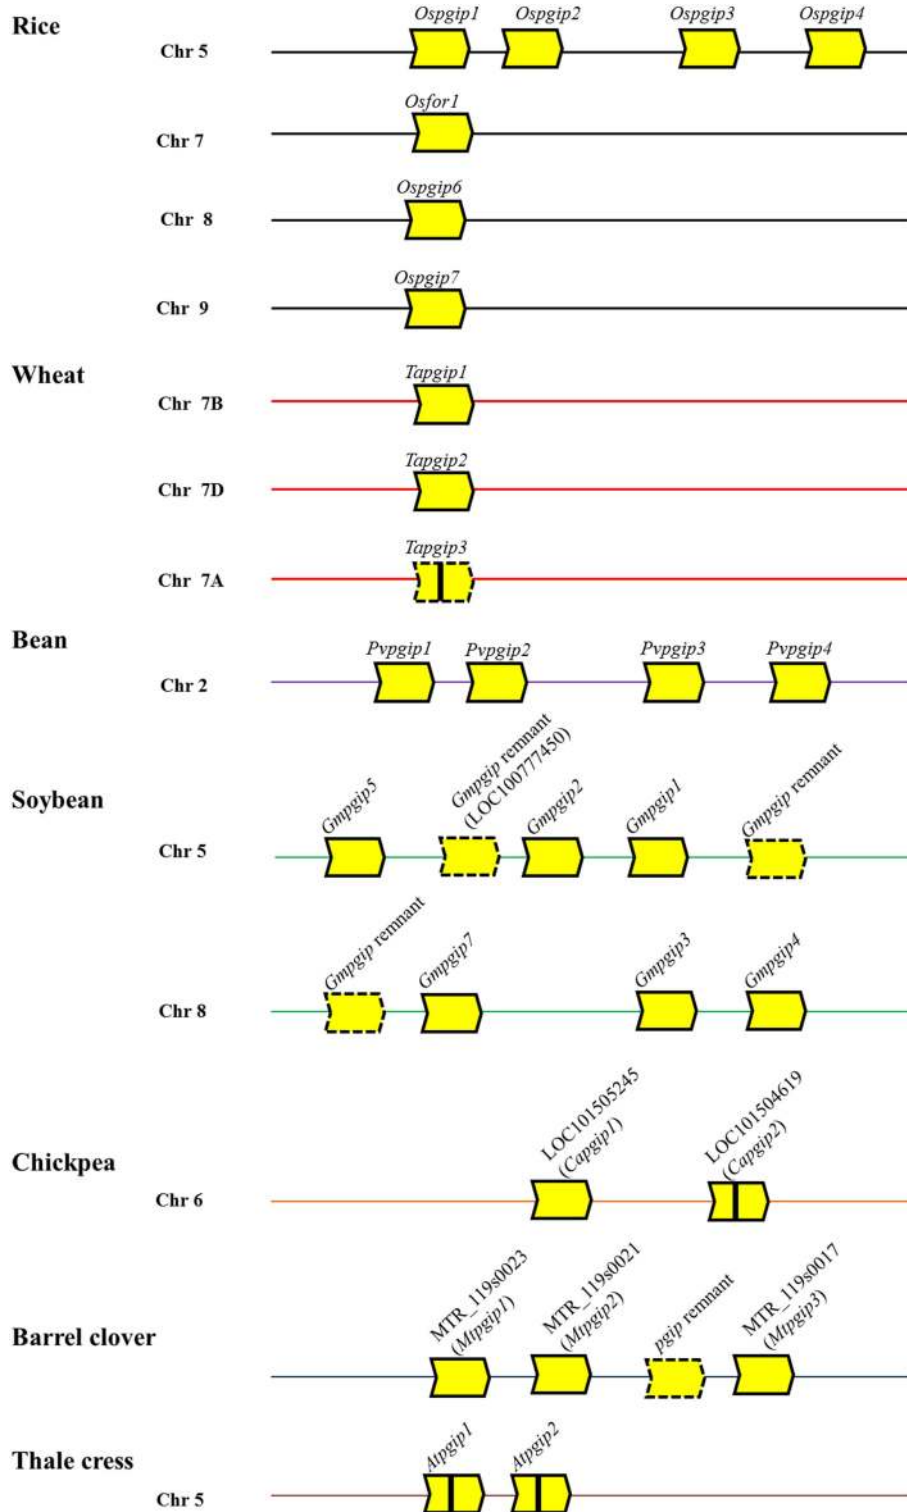 Rice
Ospgip1 Ospgip2 Ospgip3 Ospgip4
Chr 5
Osfor1
Chr 7
Ospgip6
Chr 8
Ospgip7
Chr 9
Wheat
Tapgip1
Chr 7B
Tapgip2
Chr 7D
Tapgip3
Chr 7A
Bean
Pvpgip1 Pvpgip2 Pvpgip3 Pvpgip4
Chr 2
Soybean
Gmpgip5
Gmpgip remnant
(LOC100777450)
Gmpgip2
Gmpgip1
Gmpgip remnant
Chr 5
Gmpgip remnant
Gmpgip7
Gmpgip3
Gmpgip4
Chr 8
Chickpea
LOC101505245
(Capgip1)
LOC101504619
(Capgip2)
Chr 6
Barrel clover
MTR_119s0023
(Mtpgip1)
MTR_119s0021
(Mtpgip2)
pgip remnant
MTR_119s0017
(Mtpgip3)
Thale cress
Atpgip1
Atpgip2
Chr 5